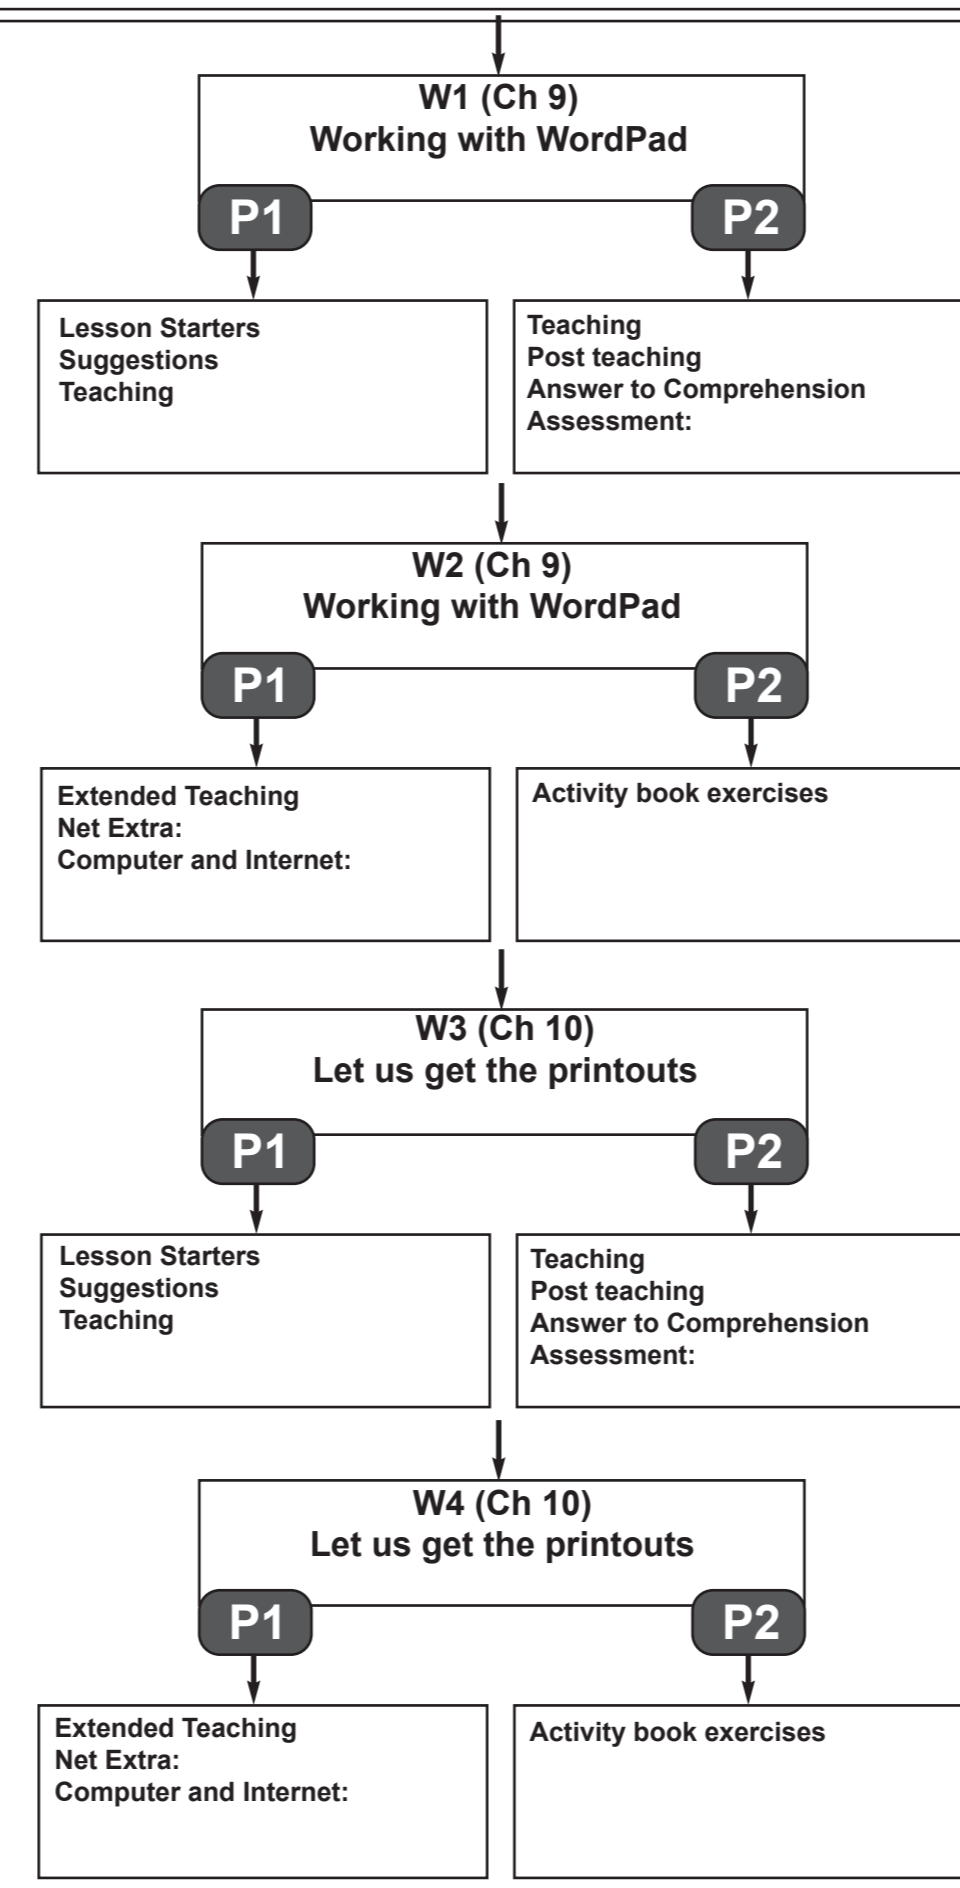 W1 (Ch 9)
Working with WordPad
P1
P2
Lesson Starters
Suggestions
Teaching
Teaching
Post teaching
Answer to Comprehension
Assessment:
W2 (Ch 9)
Working with WordPad
P1
P2
Extended Teaching
Net Extra:
Computer and Internet:
Activity book exercises
W3 (Ch 10)
Let us get the printouts
P1
P2
Lesson Starters
Suggestions
Teaching
Teaching
Post teaching
Answer to Comprehension
Assessment:
W4 (Ch 10)
Let us get the printouts
P1
P2
Extended Teaching
Net Extra:
Computer and Internet:
Activity book exercises